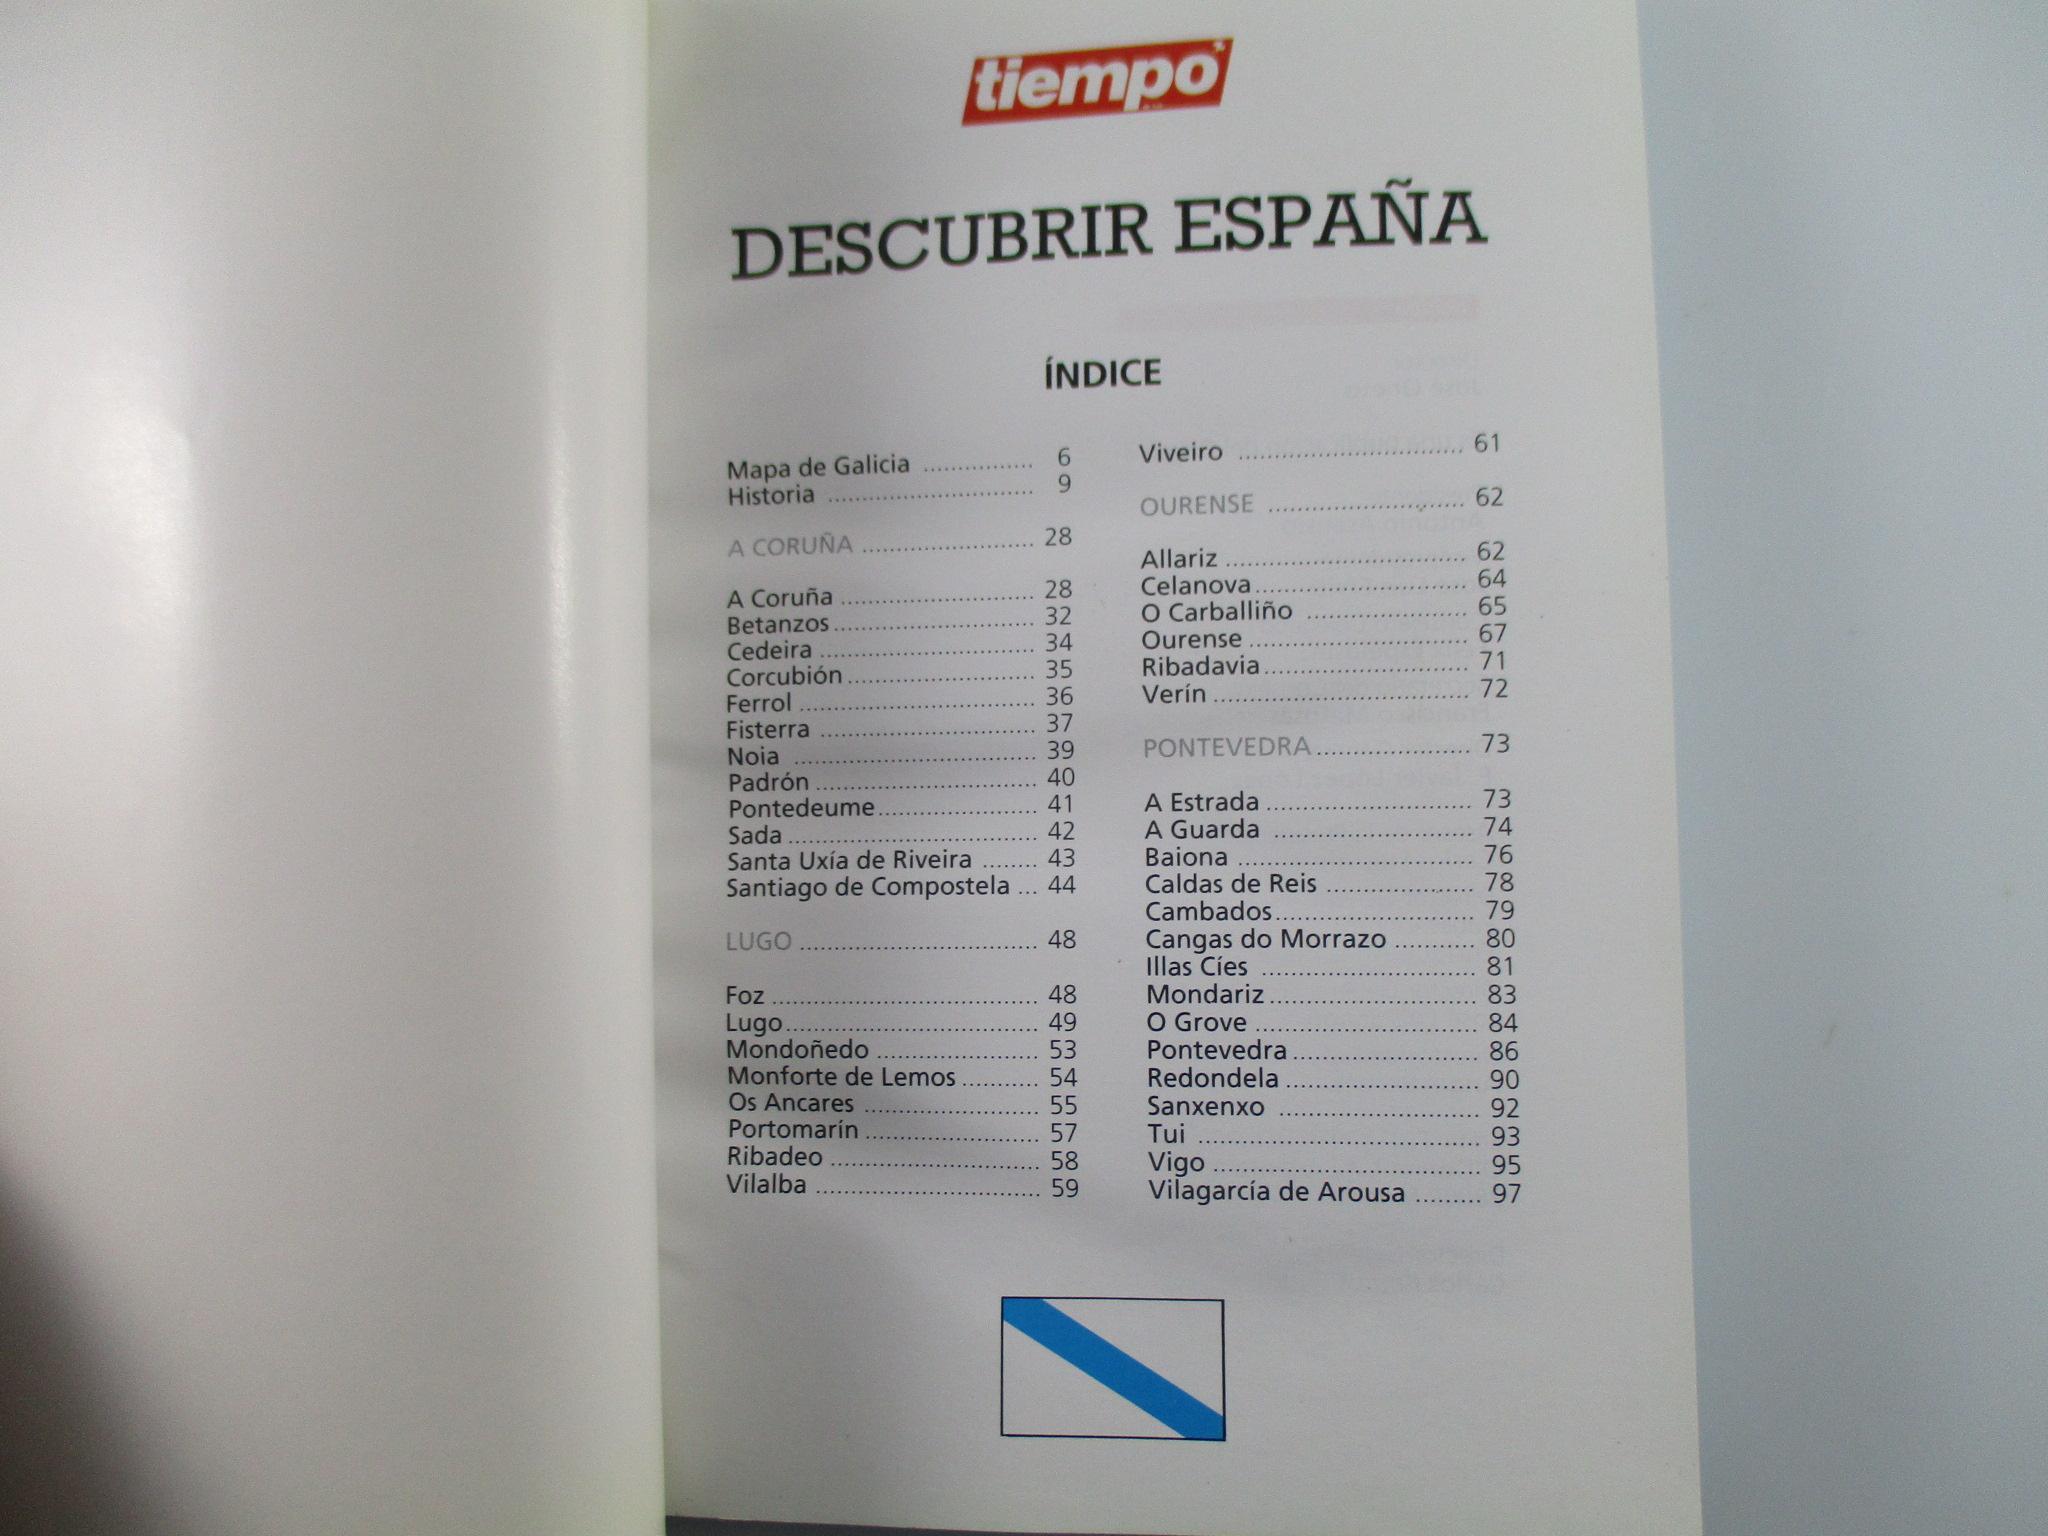 tiempo
DESCUBRIR ESPAÑA
ÍNDICE
Mapa de Galicia ................ 6
Historia .............................. 9
A CORUÑA ......................... 28
A Coruña ............................ 28
Betanzos ............................. 32
Cedeira ............................... 34
Corcubión ........................... 35
Ferrol .................................. 36
Fisterra ............................... 37
Noia .................................... 39
Padrón ................................ 40
Pontedeume ....................... 41
Sada .................................... 42
Santa Uxía de Riveira ........ 43
Santiago de Compostela ... 44
LUGO .................................. 48
Foz ...................................... 48
Lugo .................................... 49
Mondoñedo ........................ 53
Monforte de Lemos ........... 54
Os Ancares .......................... 55
Portomarín ......................... 57
Ribadeo .............................. 58
Vilalba ................................ 59
Viveiro ................................ 61
OURENSE ............................ 62
Allariz .................................. 62
Celanova ............................. 64
O Carballiño ....................... 65
Ourense .............................. 67
Ribadavia ............................ 71
Verín ................................... 72
PONTEVEDRA ..................... 73
A Estrada ............................ 73
A Guarda ............................ 74
Baiona ................................. 76
Caldas de Reis ..................... 78
Cambados ........................... 79
Cangas do Morrazo ........... 80
Illas Cíes .............................. 81
Mondariz ............................ 83
O Grove ............................... 84
Pontevedra ......................... 86
Redondela .......................... 90
Sanxenxo ............................ 92
Tui ....................................... 93
Vigo ..................................... 95
Vilagarcía de Arousa ......... 97